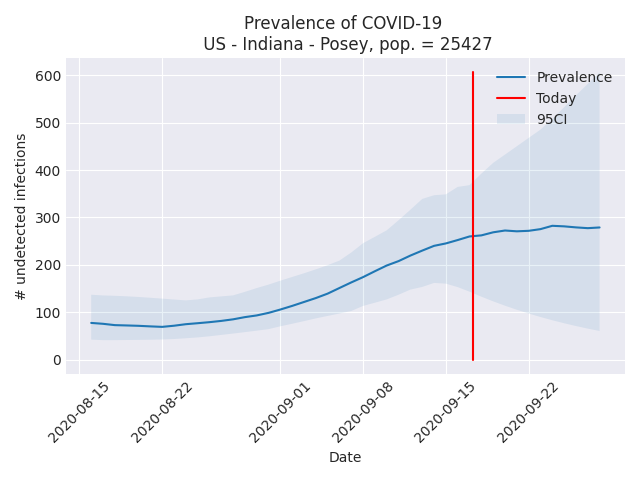 Prevalence of COVID-19
US - Indiana - Posey, pop. = 25427
Prevalence
Today
95CI
# undetected infections
600
500
400
300
200
100
0
2020-08-15
2020-08-22
2020-09-01
2020-09-08
2020-09-15
2020-09-22
Date